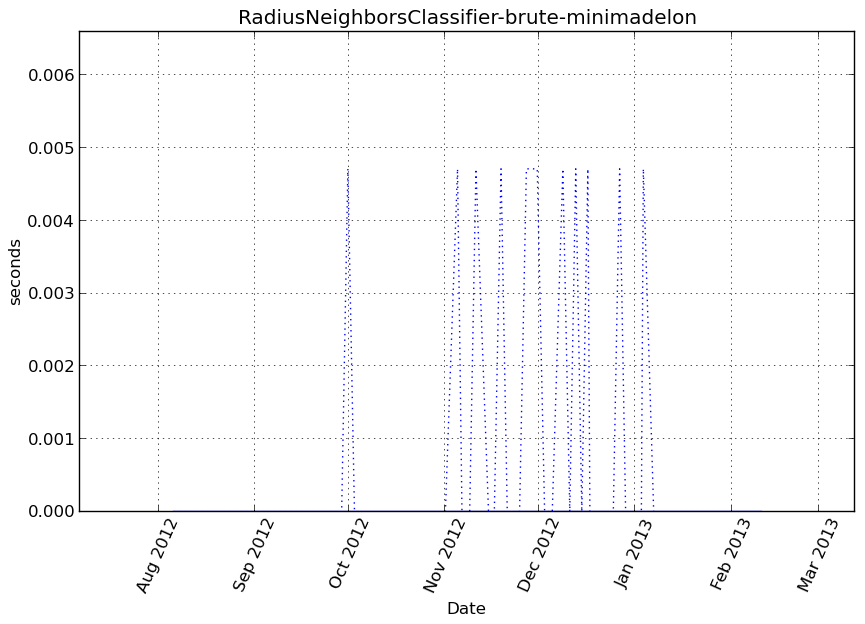 RadiusNeighborsClassifier-brute-minimadelon
0.006
0.005
0.004
0.003
0.002
0.001
0.000
seconds
Aug 2012
Sep 2012
Oct 2012
Nov 2012
Dec 2012
Jan 2013
Feb 2013
Mar 2013
Date